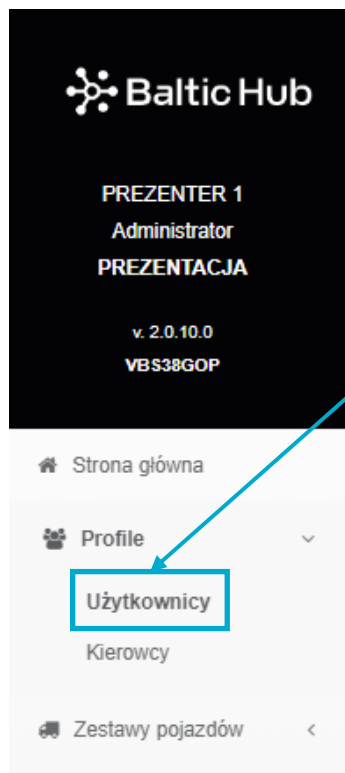 Baltic Hub
PREZENTER 1
Administrator
PREZENTACJA
v. 2.0.10.0
VBS38GOP
Strona główna
Profile
Użytkownicy
Kierowcy
Zestawy pojazdów